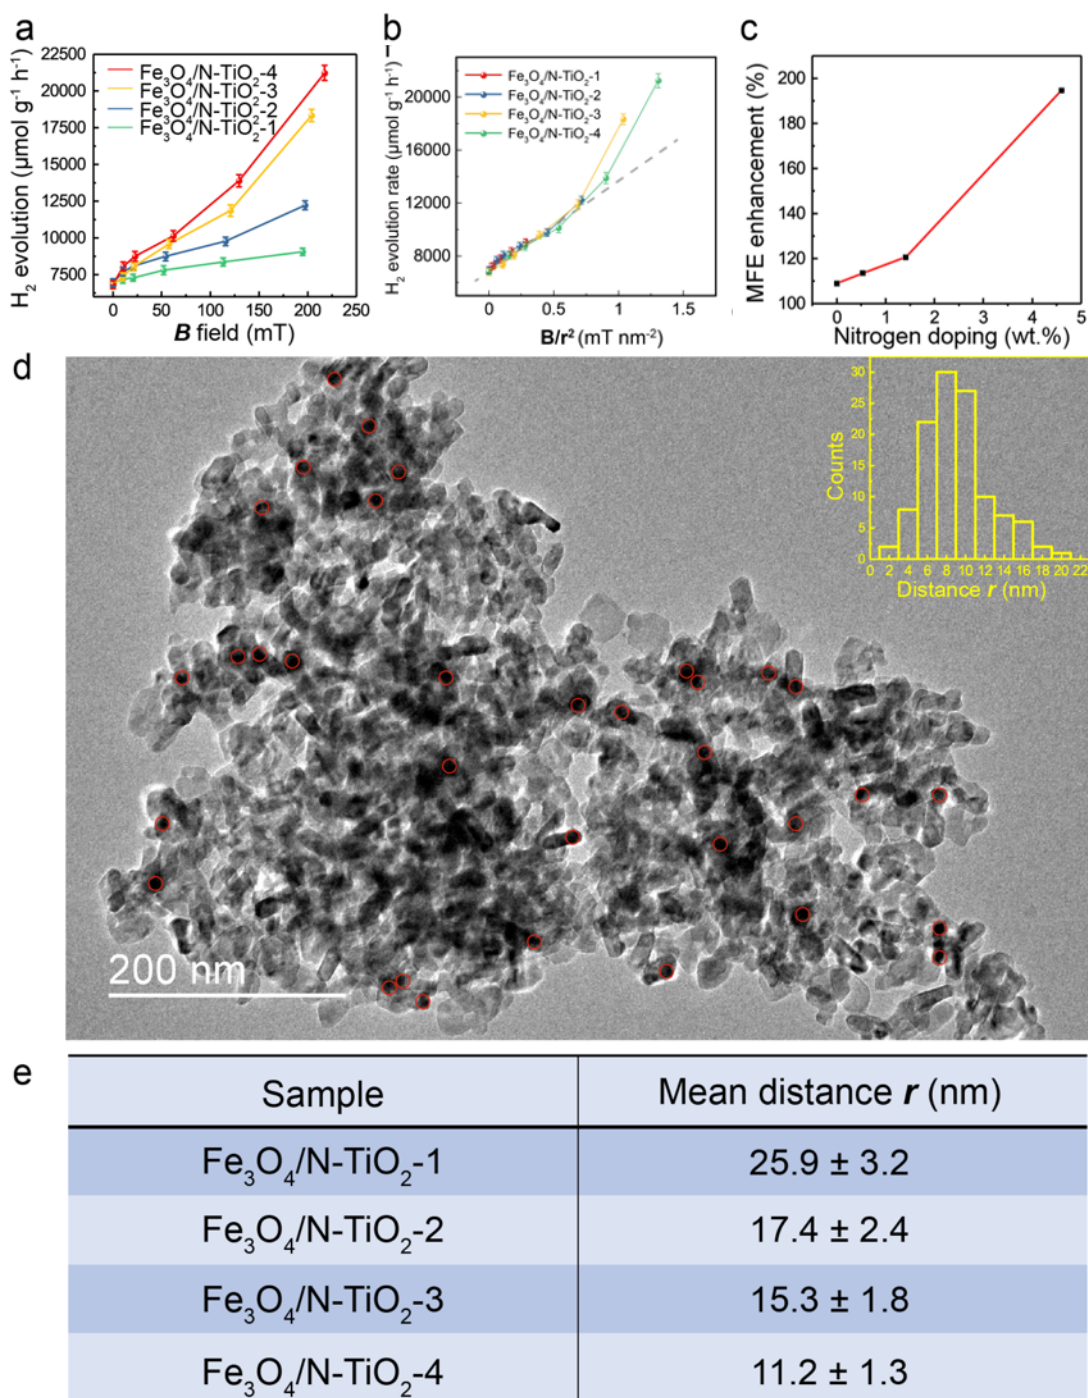 a
H₂ evolution (μmol g⁻¹ h⁻¹)
22500
20000
17500
15000
12500
10000
7500
Fe₃O₄/N-TiO₂-4
Fe₃O₄/N-TiO₂-3
Fe₃O₄/N-TiO₂-2
Fe₃O₄/N-TiO₂-1
0 50 100 150 200 250
B field (mT)
b
H₂ evolution rate (μmol g⁻¹ h⁻¹)
20000
16000
12000
8000
Fe₃O₄/N-TiO₂-1
Fe₃O₄/N-TiO₂-2
Fe₃O₄/N-TiO₂-3
Fe₃O₄/N-TiO₂-4
0 0.5 1 1.5
B/r² (mT nm⁻²)
c
MFE enhancement (%)
200
180
160
140
120
100
0 1 2 3 4 5
Nitrogen doping (wt.%)
d
Counts
30
25
20
15
10
5
0
0 2 4 6 8 10 12 14 16 18 20 22
Distance r (nm)
200 nm
e
Sample Mean distance r (nm)
Fe₃O₄/N-TiO₂-1 25.9 ± 3.2
Fe₃O₄/N-TiO₂-2 17.4 ± 2.4
Fe₃O₄/N-TiO₂-3 15.3 ± 1.8
Fe₃O₄/N-TiO₂-4 11.2 ± 1.3